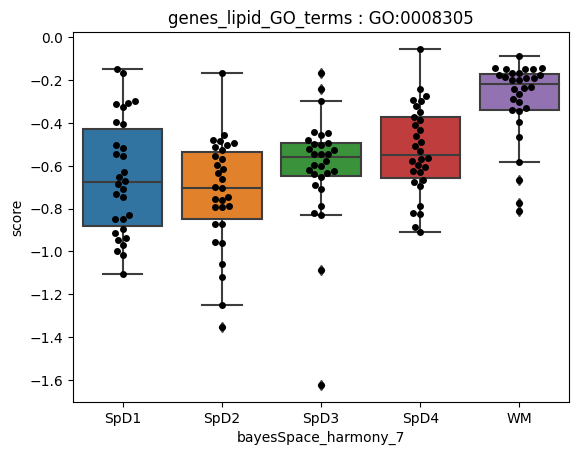 genes_lipid_GO_terms : GO:0008305
0.0
−0.2
−0.4
−0.6
−0.8
−1.0
−1.2
−1.4
−1.6
score
SpD1 SpD2 SpD3 SpD4 WM
bayesSpace_harmony_7